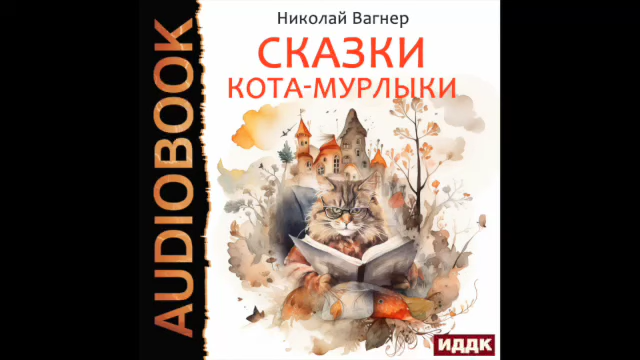 AUDIOBOOK
Николай Вагнер
СКАЗКИ
КОТА-МУРЛЫКИ
ИДДК